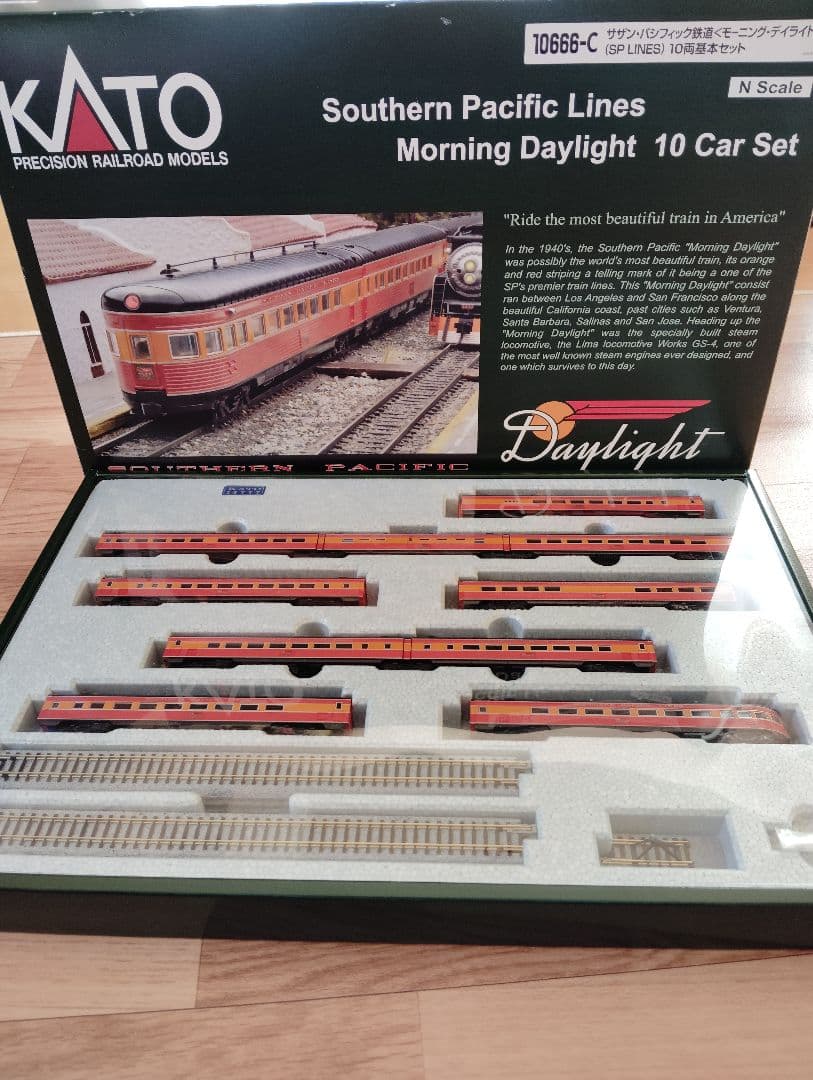 10666-C
サザン・パシフィック鉄道<モーニング・デイライト
(SP LINES) 10両基本セット
N Scale
KATO
PRECISION RAILROAD MODELS
Southern Pacific Lines
Morning Daylight 10 Car Set
"Ride the most beautiful train in America"
In the 1940's, the Southern Pacific "Morning Daylight"
was possibly the world's most beautiful train, its orange
and red striping a telling mark of it being a one of the
SP's premier train lines. This "Morning Daylight" consist
ran between Los Angeles and San Francisco along the
beautiful California coast, past cities such as Ventura,
Santa Barbara, Salinas and San Jose. Heading up the
"Morning Daylight" was the specially built steam
locomotive, the Lima locomotive Works GS-4, one of
the most well known steam engines ever designed, and
one which survives to this day.
Daylight
SOUTHERN PACIFIC
KATO